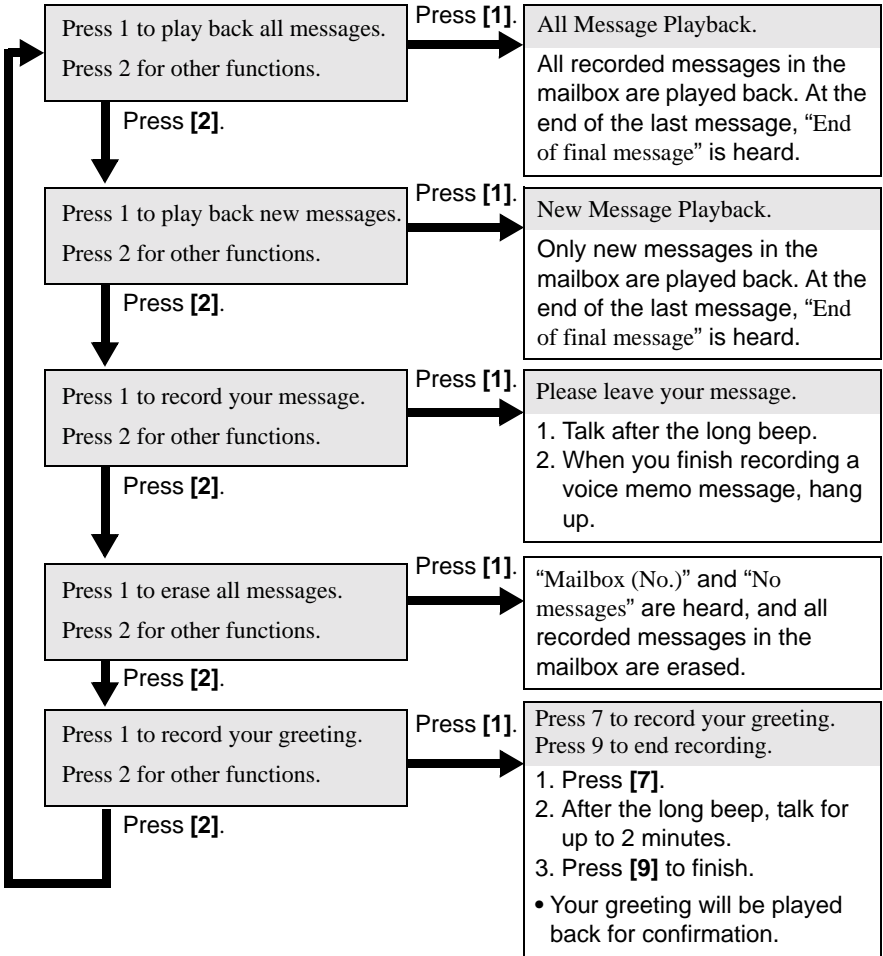 Press 1 to play back all messages.
Press 2 for other functions.
Press [1].
All Message Playback.
All recorded messages in the
mailbox are played back. At the
end of the last message, “End
of final message” is heard.
Press [2].
Press 1 to play back new messages.
Press 2 for other functions.
Press [1].
New Message Playback.
Only new messages in the
mailbox are played back. At the
end of the last message, “End
of final message” is heard.
Press [2].
Press 1 to record your message.
Press 2 for other functions.
Press [1].
Please leave your message.
1. Talk after the long beep.
2. When you finish recording a
voice memo message, hang
up.
Press [2].
Press 1 to erase all messages.
Press 2 for other functions.
Press [1].
“Mailbox (No.)” and “No
messages” are heard, and all
recorded messages in the
mailbox are erased.
Press [2].
Press 1 to record your greeting.
Press 2 for other functions.
Press [1].
Press 7 to record your greeting.
Press 9 to end recording.
1. Press [7].
2. After the long beep, talk for
up to 2 minutes.
3. Press [9] to finish.
• Your greeting will be played
back for confirmation.
Press [2].